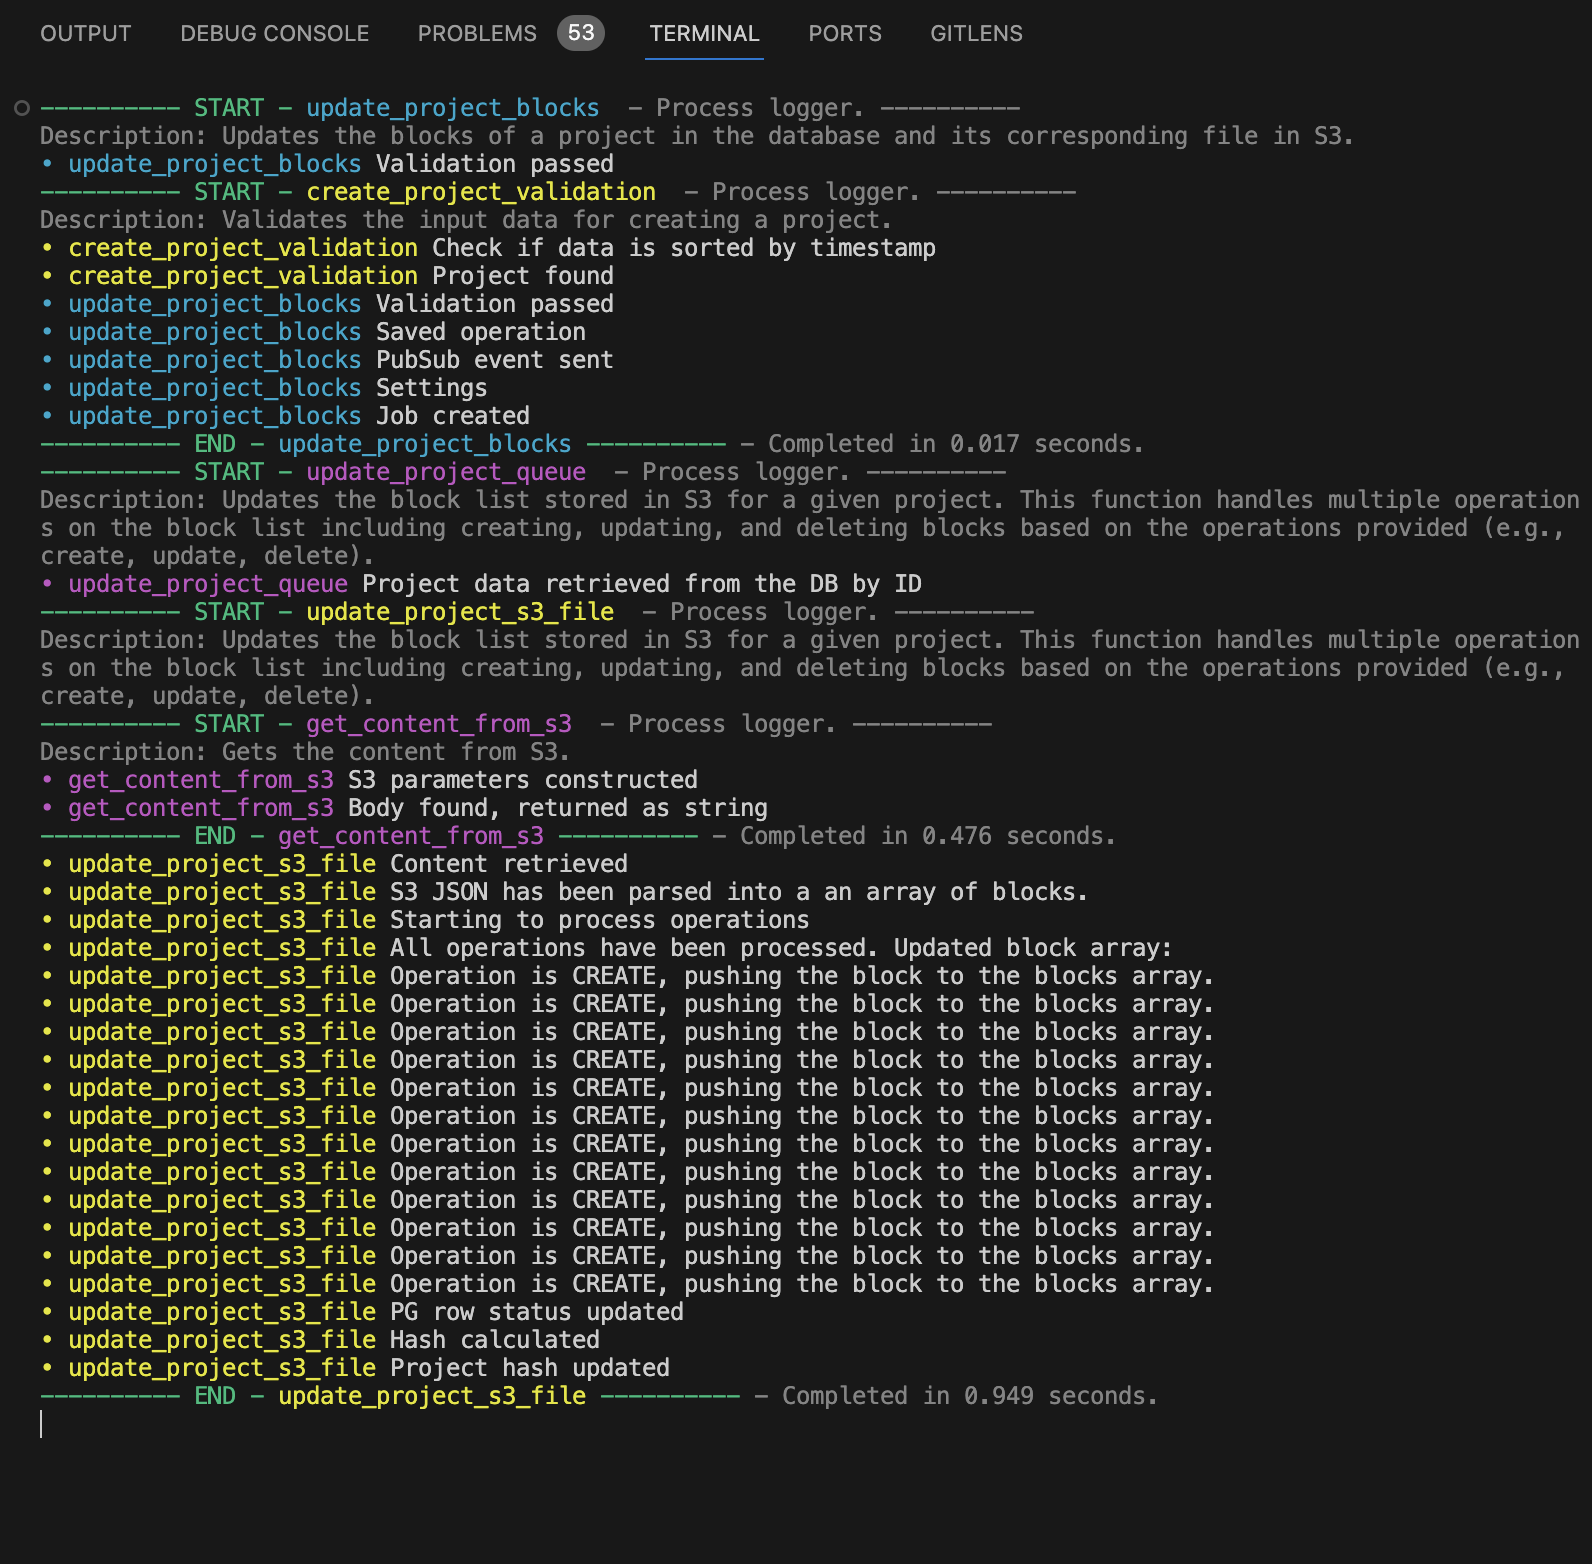 OUTPUT DEBUG CONSOLE PROBLEMS 53 TERMINAL PORTS GITLENS
---------- START - update_project_blocks  - Process logger. ----------
Description: Updates the blocks of a project in the database and its corresponding file in S3.
• update_project_blocks Validation passed
---------- START - create_project_validation  - Process logger. ----------
Description: Validates the input data for creating a project.
• create_project_validation Check if data is sorted by timestamp
• create_project_validation Project found
• update_project_blocks Validation passed
• update_project_blocks Saved operation
• update_project_blocks PubSub event sent
• update_project_blocks Settings
• update_project_blocks Job created
---------- END - update_project_blocks ---------- - Completed in 0.017 seconds.
---------- START - update_project_queue  - Process logger. ----------
Description: Updates the block list stored in S3 for a given project. This function handles multiple operation
s on the block list including creating, updating, and deleting blocks based on the operations provided (e.g.,
create, update, delete).
• update_project_queue Project data retrieved from the DB by ID
---------- START - update_project_s3_file  - Process logger. ----------
Description: Updates the block list stored in S3 for a given project. This function handles multiple operation
s on the block list including creating, updating, and deleting blocks based on the operations provided (e.g.,
create, update, delete).
---------- START - get_content_from_s3  - Process logger. ----------
Description: Gets the content from S3.
• get_content_from_s3 S3 parameters constructed
• get_content_from_s3 Body found, returned as string
---------- END - get_content_from_s3 ---------- - Completed in 0.476 seconds.
• update_project_s3_file Content retrieved
• update_project_s3_file S3 JSON has been parsed into a an array of blocks.
• update_project_s3_file Starting to process operations
• update_project_s3_file All operations have been processed. Updated block array:
• update_project_s3_file Operation is CREATE, pushing the block to the blocks array.
• update_project_s3_file Operation is CREATE, pushing the block to the blocks array.
• update_project_s3_file Operation is CREATE, pushing the block to the blocks array.
• update_project_s3_file Operation is CREATE, pushing the block to the blocks array.
• update_project_s3_file Operation is CREATE, pushing the block to the blocks array.
• update_project_s3_file Operation is CREATE, pushing the block to the blocks array.
• update_project_s3_file Operation is CREATE, pushing the block to the blocks array.
• update_project_s3_file Operation is CREATE, pushing the block to the blocks array.
• update_project_s3_file Operation is CREATE, pushing the block to the blocks array.
• update_project_s3_file Operation is CREATE, pushing the block to the blocks array.
• update_project_s3_file Operation is CREATE, pushing the block to the blocks array.
• update_project_s3_file Operation is CREATE, pushing the block to the blocks array.
• update_project_s3_file PG row status updated
• update_project_s3_file Hash calculated
• update_project_s3_file Project hash updated
---------- END - update_project_s3_file ---------- - Completed in 0.949 seconds.